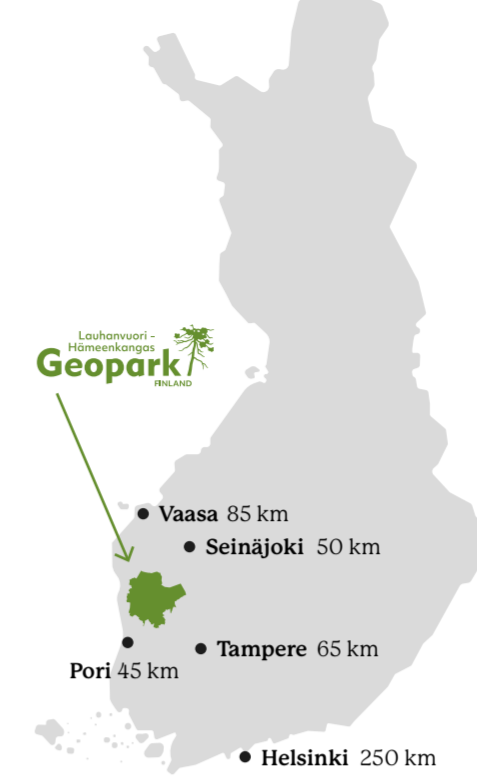 Lauhanvuori -
Hämeenkangas
Geopark
FINLAND
Vaasa 85 km
Seinäjoki 50 km
Tampere 65 km
Pori 45 km
Helsinki 250 km